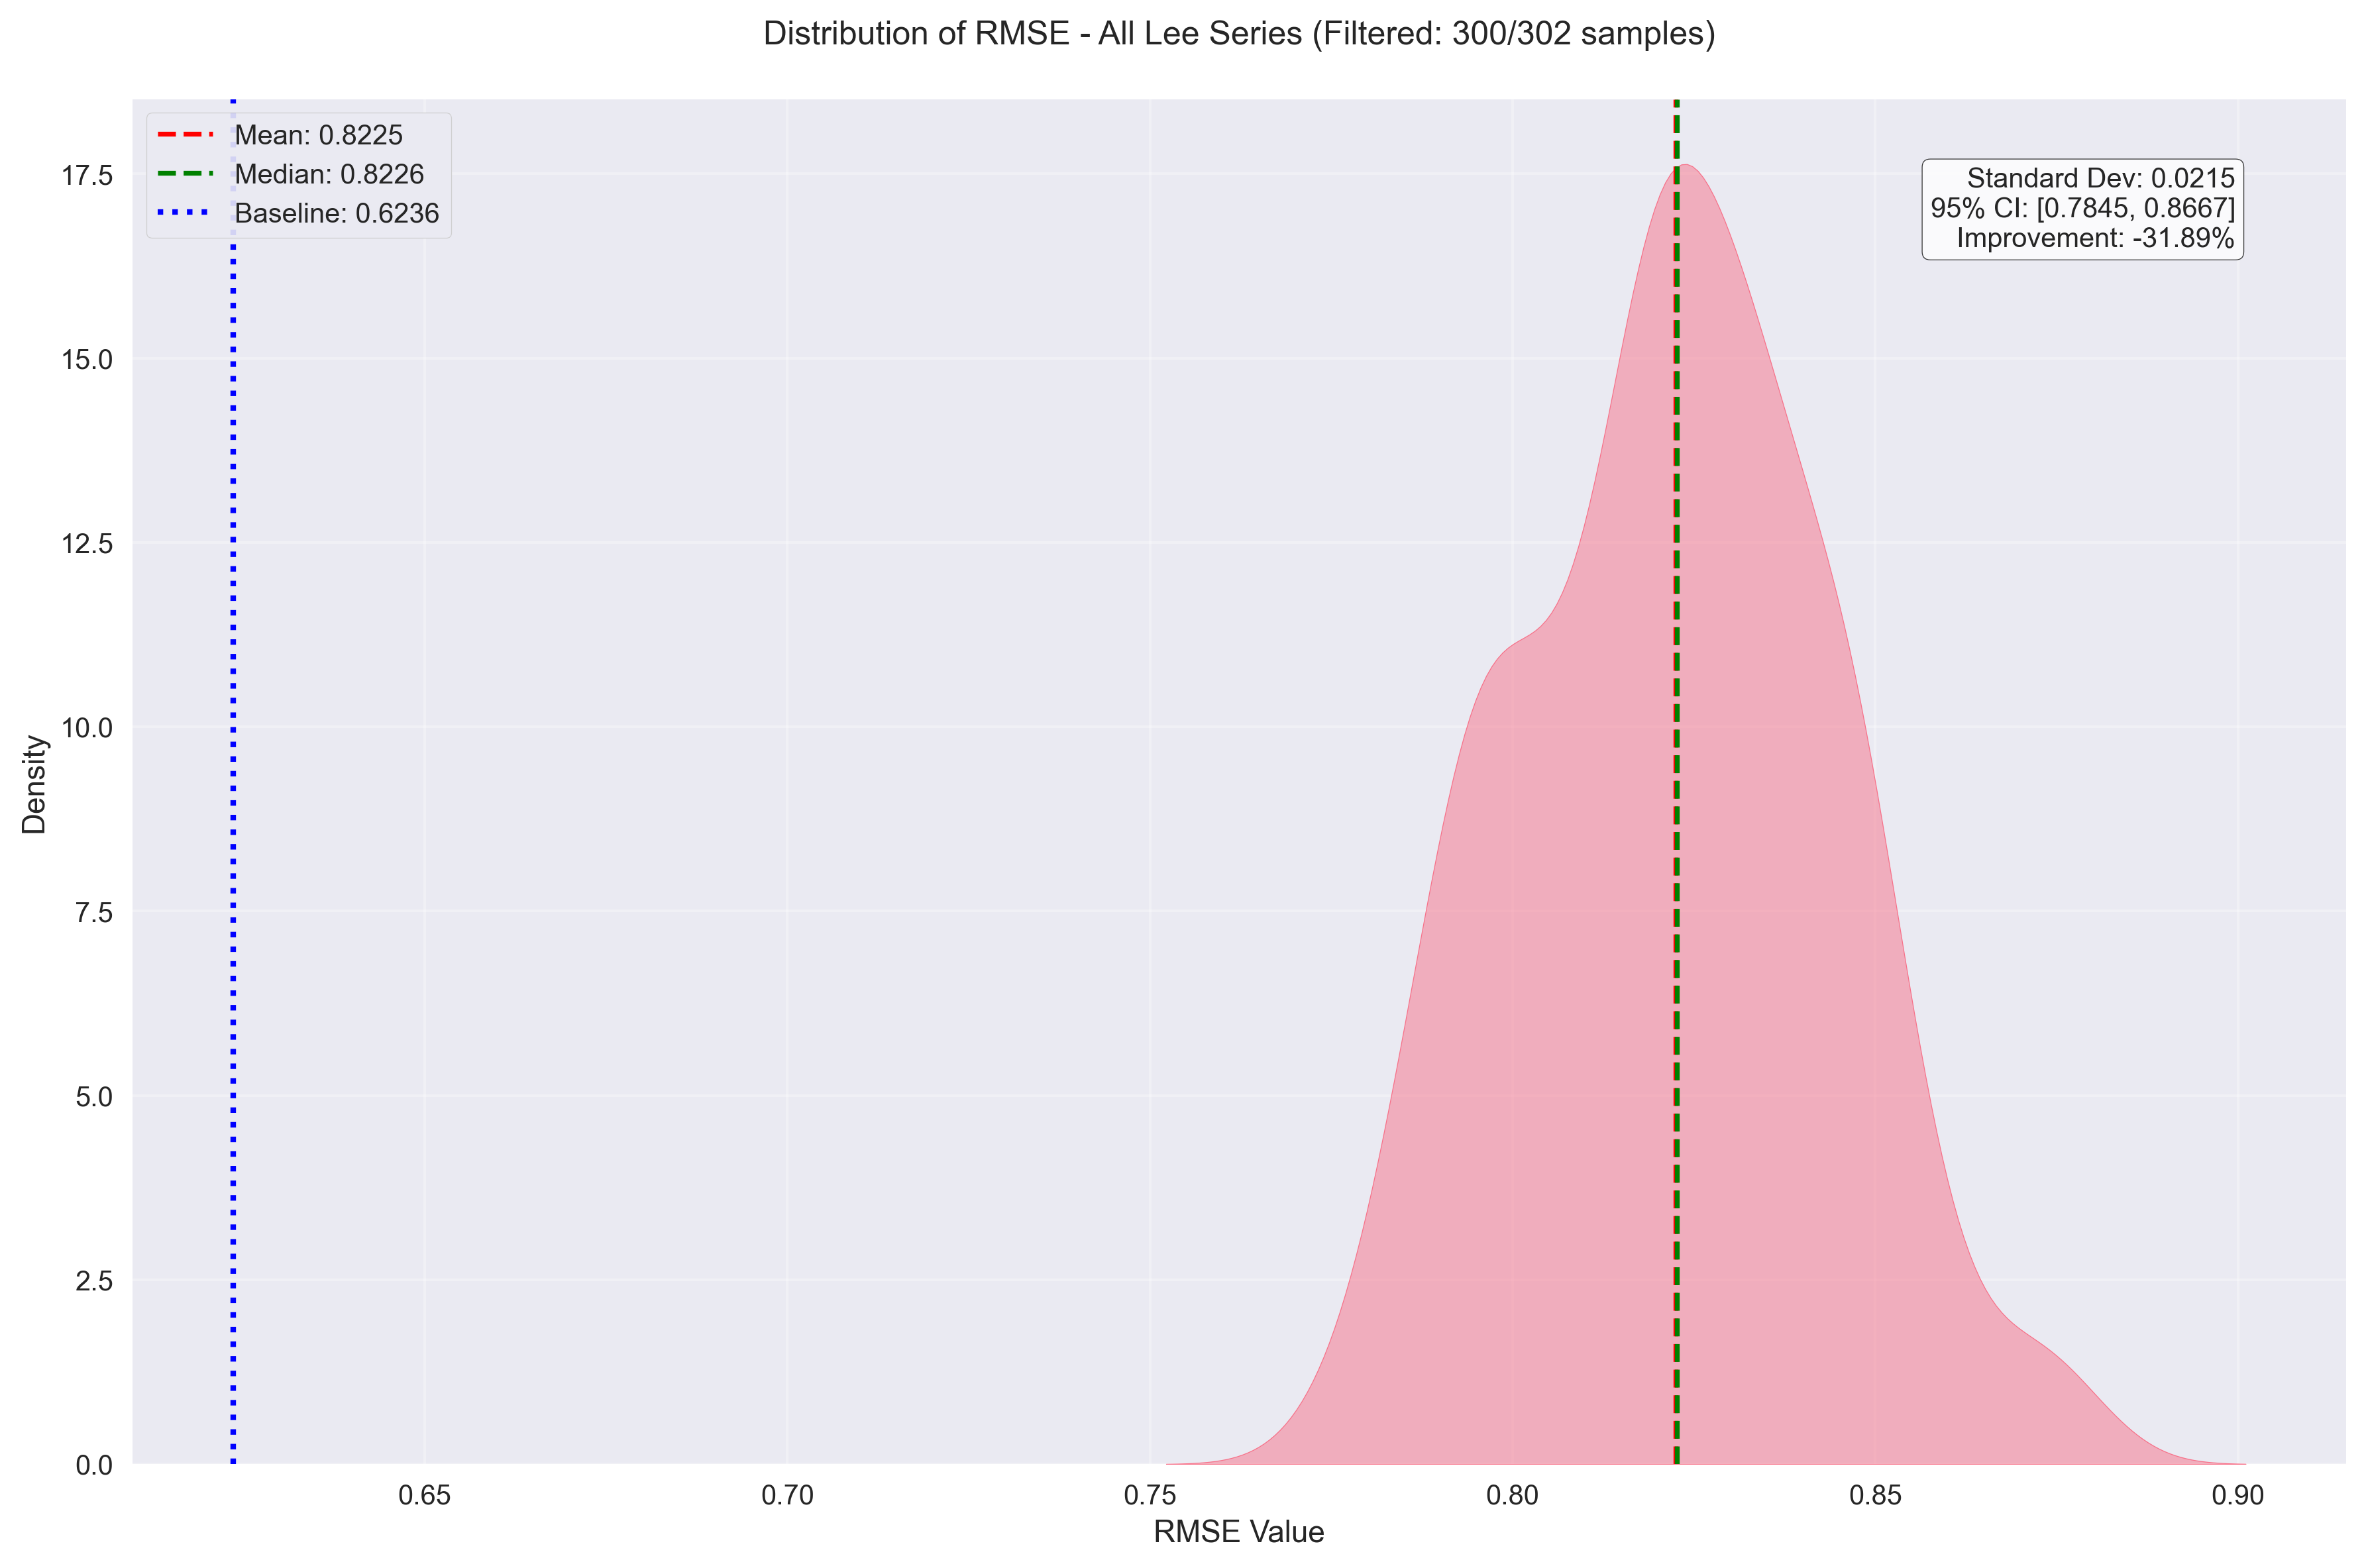 Distribution of RMSE - All Lee Series (Filtered: 300/302 samples)
Mean: 0.8225
Median: 0.8226
Baseline: 0.6236
Standard Dev: 0.0215
95% CI: [0.7845, 0.8667]
Improvement: -31.89%
17.5
15.0
12.5
10.0
7.5
5.0
2.5
0.0
Density
0.65 0.70 0.75 0.80 0.85 0.90
RMSE Value